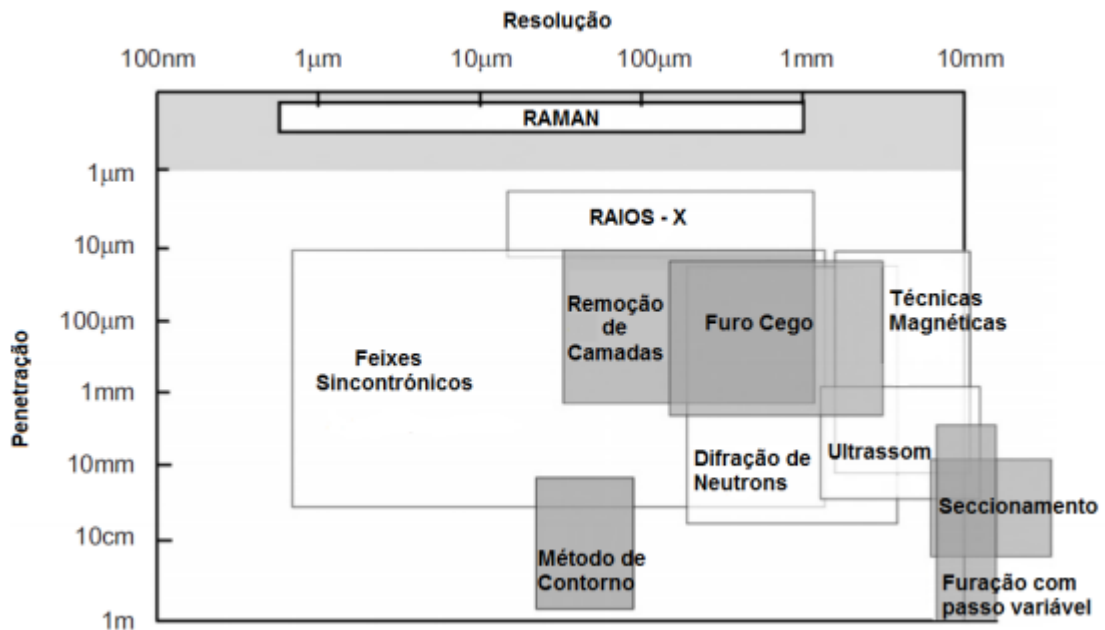 Resolução
100nm 1μm 10μm 100μm 1mm 10mm
RAMAN
1μm
RAIOS - X
10μm
Remoção
de
Camadas
Furo Cego
Técnicas
Magnéticas
100μm
Feixes
Sincontrónicos
1mm
Penetração
Difração de
Neutrons
Ultrassom
10mm
Seccionamento
10cm
Método de
Contorno
Furação com
passo variável
1m